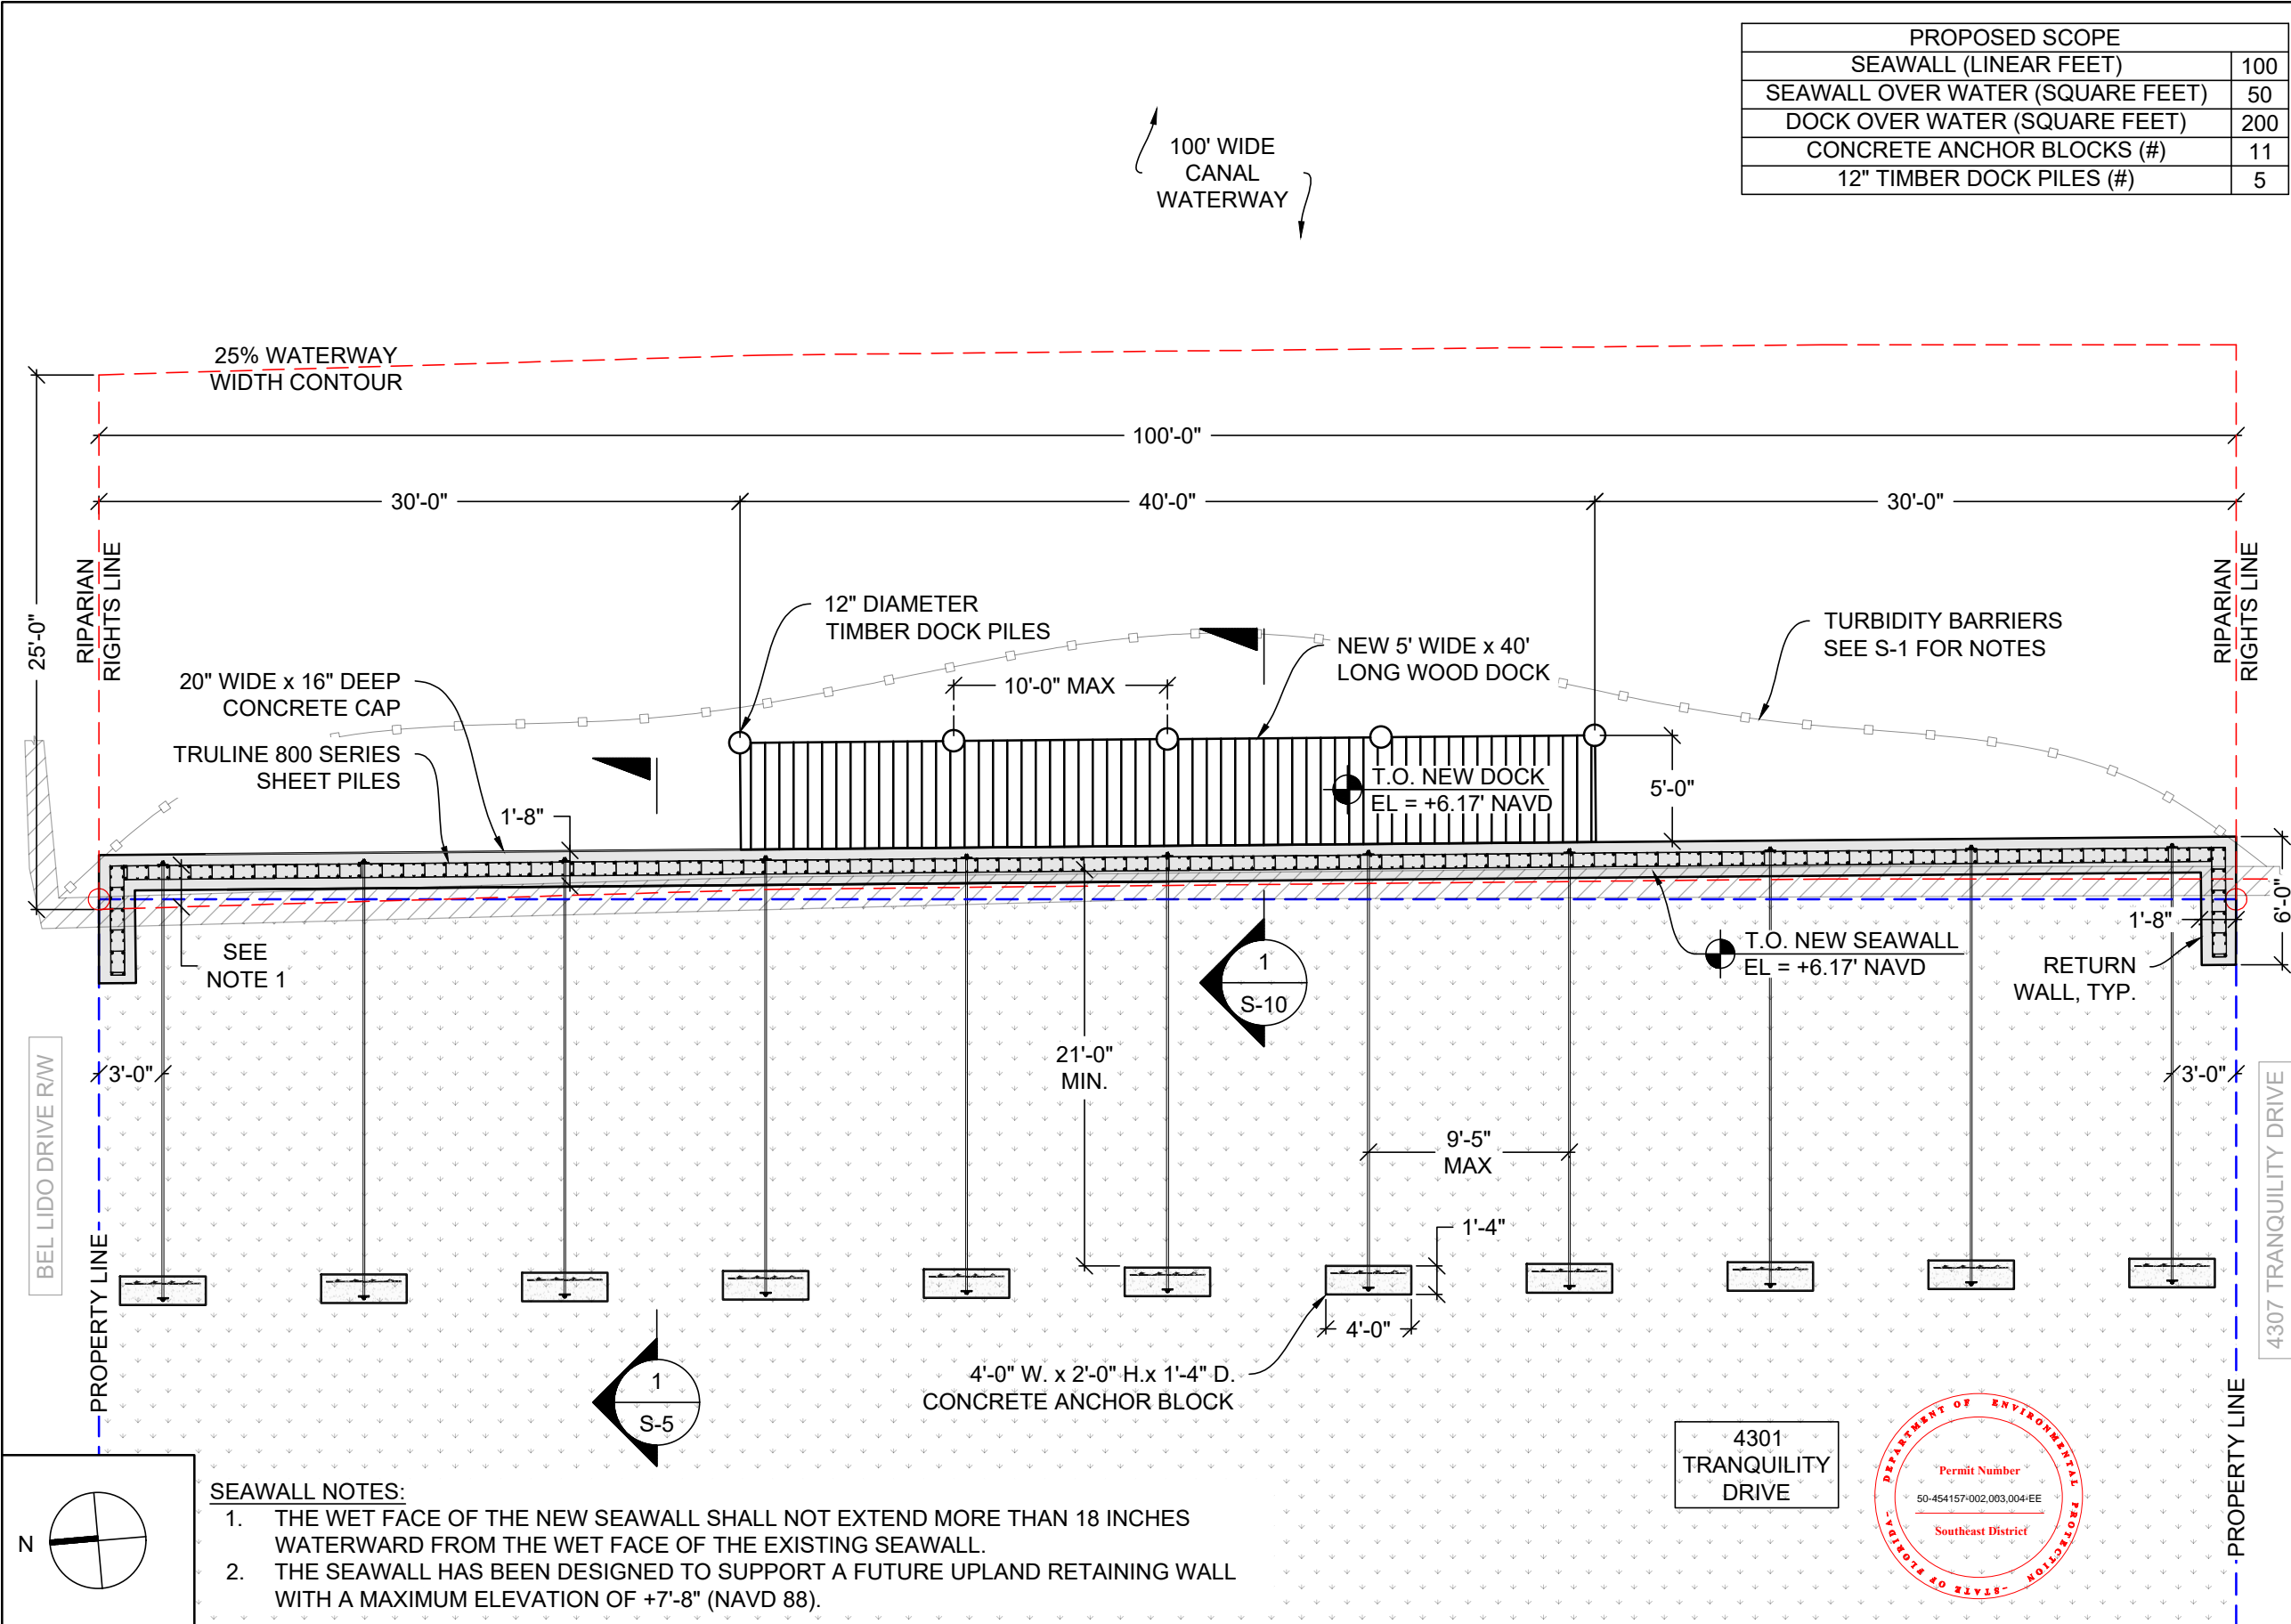 PROPOSED SCOPE
SEAWALL (LINEAR FEET) 100
SEAWALL OVER WATER (SQUARE FEET) 50
DOCK OVER WATER (SQUARE FEET) 200
CONCRETE ANCHOR BLOCKS (#) 11
12" TIMBER DOCK PILES (#) 5
100' WIDE
CANAL
WATERWAY
25% WATERWAY
WIDTH CONTOUR
100'-0"
30'-0"
40'-0"
30'-0"
25'-0"
RIPARIAN
RIGHTS LINE
RIPARIAN
RIGHTS LINE
12" DIAMETER
TIMBER DOCK PILES
NEW 5' WIDE x 40'
LONG WOOD DOCK
TURBIDITY BARRIERS
SEE S-1 FOR NOTES
20" WIDE x 16" DEEP
CONCRETE CAP
10'-0" MAX
TRULINE 800 SERIES
SHEET PILES
1'-8"
T.O. NEW DOCK
EL = +6.17' NAVD
5'-0"
6'-0"
1'-8"
SEE
NOTE 1
1
S-10
T.O. NEW SEAWALL
EL = +6.17' NAVD
RETURN
WALL, TYP.
BEL LIDO DRIVE R/W
3'-0"
21'-0"
MIN.
9'-5"
MAX
3'-0"
4307 TRANQUILITY DRIVE
1'-4"
4'-0"
PROPERTY LINE
4'-0" W. x 2'-0" H.x 1'-4" D.
CONCRETE ANCHOR BLOCK
1
S-5
4301
TRANQUILITY
DRIVE
DEPARTMENT OF ENVIRONMENTAL PROTECTION
-STATE OF FLORIDA-
Permit Number
50-454157-002,003,004-EE
Southeast District
PROPERTY LINE
N
SEAWALL NOTES:
1. THE WET FACE OF THE NEW SEAWALL SHALL NOT EXTEND MORE THAN 18 INCHES
WATERWARD FROM THE WET FACE OF THE EXISTING SEAWALL.
2. THE SEAWALL HAS BEEN DESIGNED TO SUPPORT A FUTURE UPLAND RETAINING WALL
WITH A MAXIMUM ELEVATION OF +7'-8" (NAVD 88).